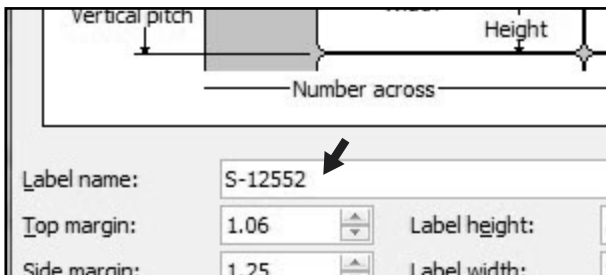 Vertical pitch
Height
Number across
Label name: S-12552
Top margin: 1.06 Label height:
Side margin: 1.25 Label width: